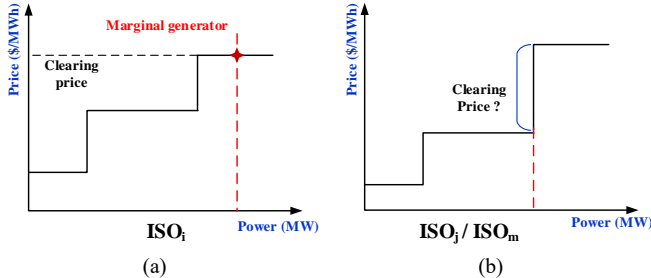 Marginal generator
Price ($/MWh)
Clearing
price
Power (MW)
ISOi
(a)
Price ($/MWh)
Clearing
Price ?
Power (MW)
ISOj / ISOm
(b)